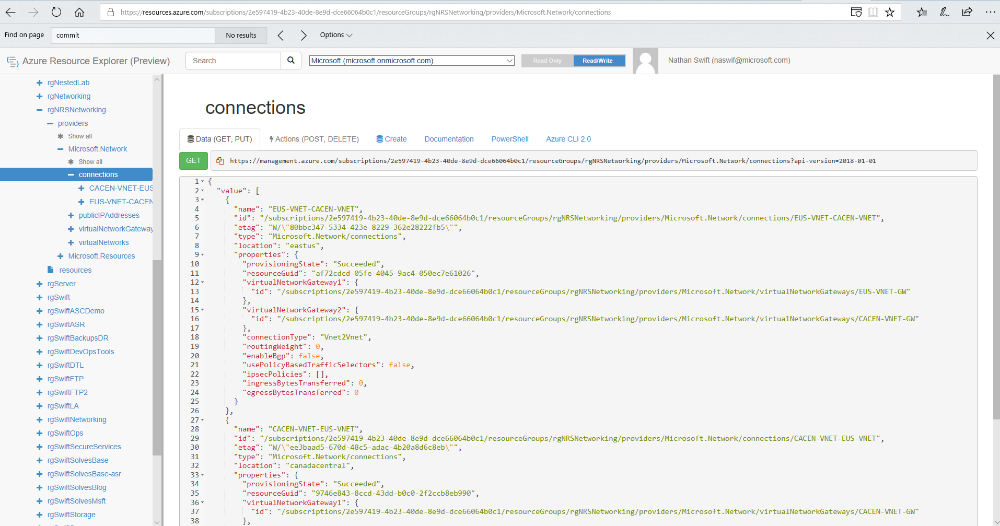 https://resources.azure.com/subscriptions/2e597419-4b23-40de-8e9d-dce66064b0c1/resourceGroups/rgNRSNetworking/providers/Microsoft.Network/connections
Find on page commit No results Options
Azure Resource Explorer (Preview) Search Microsoft (microsoft.onmicrosoft.com) Read Only Read/Write Nathan Swift (naswif@microsoft.com)
rgNestedLab
rgNetworking
rgNRSNetworking
providers
Show all
Microsoft.Network
Show all
connections
CACEN-VNET-EUS
EUS-VNET-CACEN
publicIPAddresses
virtualNetworkGateway
virtualNetworks
Microsoft.Resources
resources
rgServer
rgSwift
rgSwiftASCDemo
rgSwiftASR
rgSwiftBackupsDR
rgSwiftDevOpsTools
rgSwiftDTL
rgSwiftFTP
rgSwiftFTP2
rgSwiftLA
rgSwiftNetworking
rgSwiftOps
rgSwiftSecureServices
rgSwiftSolvesBase
rgSwiftSolvesBase-asr
rgSwiftSolvesBlog
rgSwiftSolvesMsft
rgSwiftStorage
connections
Data (GET, PUT) Actions (POST, DELETE) Create Documentation PowerShell Azure CLI 2.0
GET https://management.azure.com/subscriptions/2e597419-4b23-40de-8e9d-dce66064b0c1/resourceGroups/rgNRSNetworking/providers/Microsoft.Network/connections?api-version=2018-01-01
1 {
2 "value": [
3 {
4 "name": "EUS-VNET-CACEN-VNET",
5 "id": "/subscriptions/2e597419-4b23-40de-8e9d-dce66064b0c1/resourceGroups/rgNRSNetworking/providers/Microsoft.Network/connections/EUS-VNET-CACEN-VNET",
6 "etag": "W/\"80bbc347-5334-423e-8229-362e28222fb5\"",
7 "type": "Microsoft.Network/connections",
8 "location": "eastus",
9 "properties": {
10 "provisioningState": "Succeeded",
11 "resourceGuid": "af72cdcd-05fe-4045-9ac4-050ec7e61026",
12 "virtualNetworkGateway1": {
13 "id": "/subscriptions/2e597419-4b23-40de-8e9d-dce66064b0c1/resourceGroups/rgNRSNetworking/providers/Microsoft.Network/virtualNetworkGateways/EUS-VNET-GW"
14 },
15 "virtualNetworkGateway2": {
16 "id": "/subscriptions/2e597419-4b23-40de-8e9d-dce66064b0c1/resourceGroups/rgNRSNetworking/providers/Microsoft.Network/virtualNetworkGateways/CACEN-VNET-GW"
17 },
18 "connectionType": "Vnet2Vnet",
19 "routingWeight": 0,
20 "enableBgp": false,
21 "usePolicyBasedTrafficSelectors": false,
22 "ipsecPolicies": [],
23 "ingressBytesTransferred": 0,
24 "egressBytesTransferred": 0
25 }
26 },
27 {
28 "name": "CACEN-VNET-EUS-VNET",
29 "id": "/subscriptions/2e597419-4b23-40de-8e9d-dce66064b0c1/resourceGroups/rgNRSNetworking/providers/Microsoft.Network/connections/CACEN-VNET-EUS-VNET",
30 "etag": "W/\"ee3baad5-670d-48c5-adac-4b20a8d6c8eb\"",
31 "type": "Microsoft.Network/connections",
32 "location": "canadacentral",
33 "properties": {
34 "provisioningState": "Succeeded",
35 "resourceGuid": "9746e843-8ccd-43dd-b0c0-2f2ccb8eb990",
36 "virtualNetworkGateway1": {
37 "id": "/subscriptions/2e597419-4b23-40de-8e9d-dce66064b0c1/resourceGroups/rgNRSNetworking/providers/Microsoft.Network/virtualNetworkGateways/CACEN-VNET-GW"
38 },